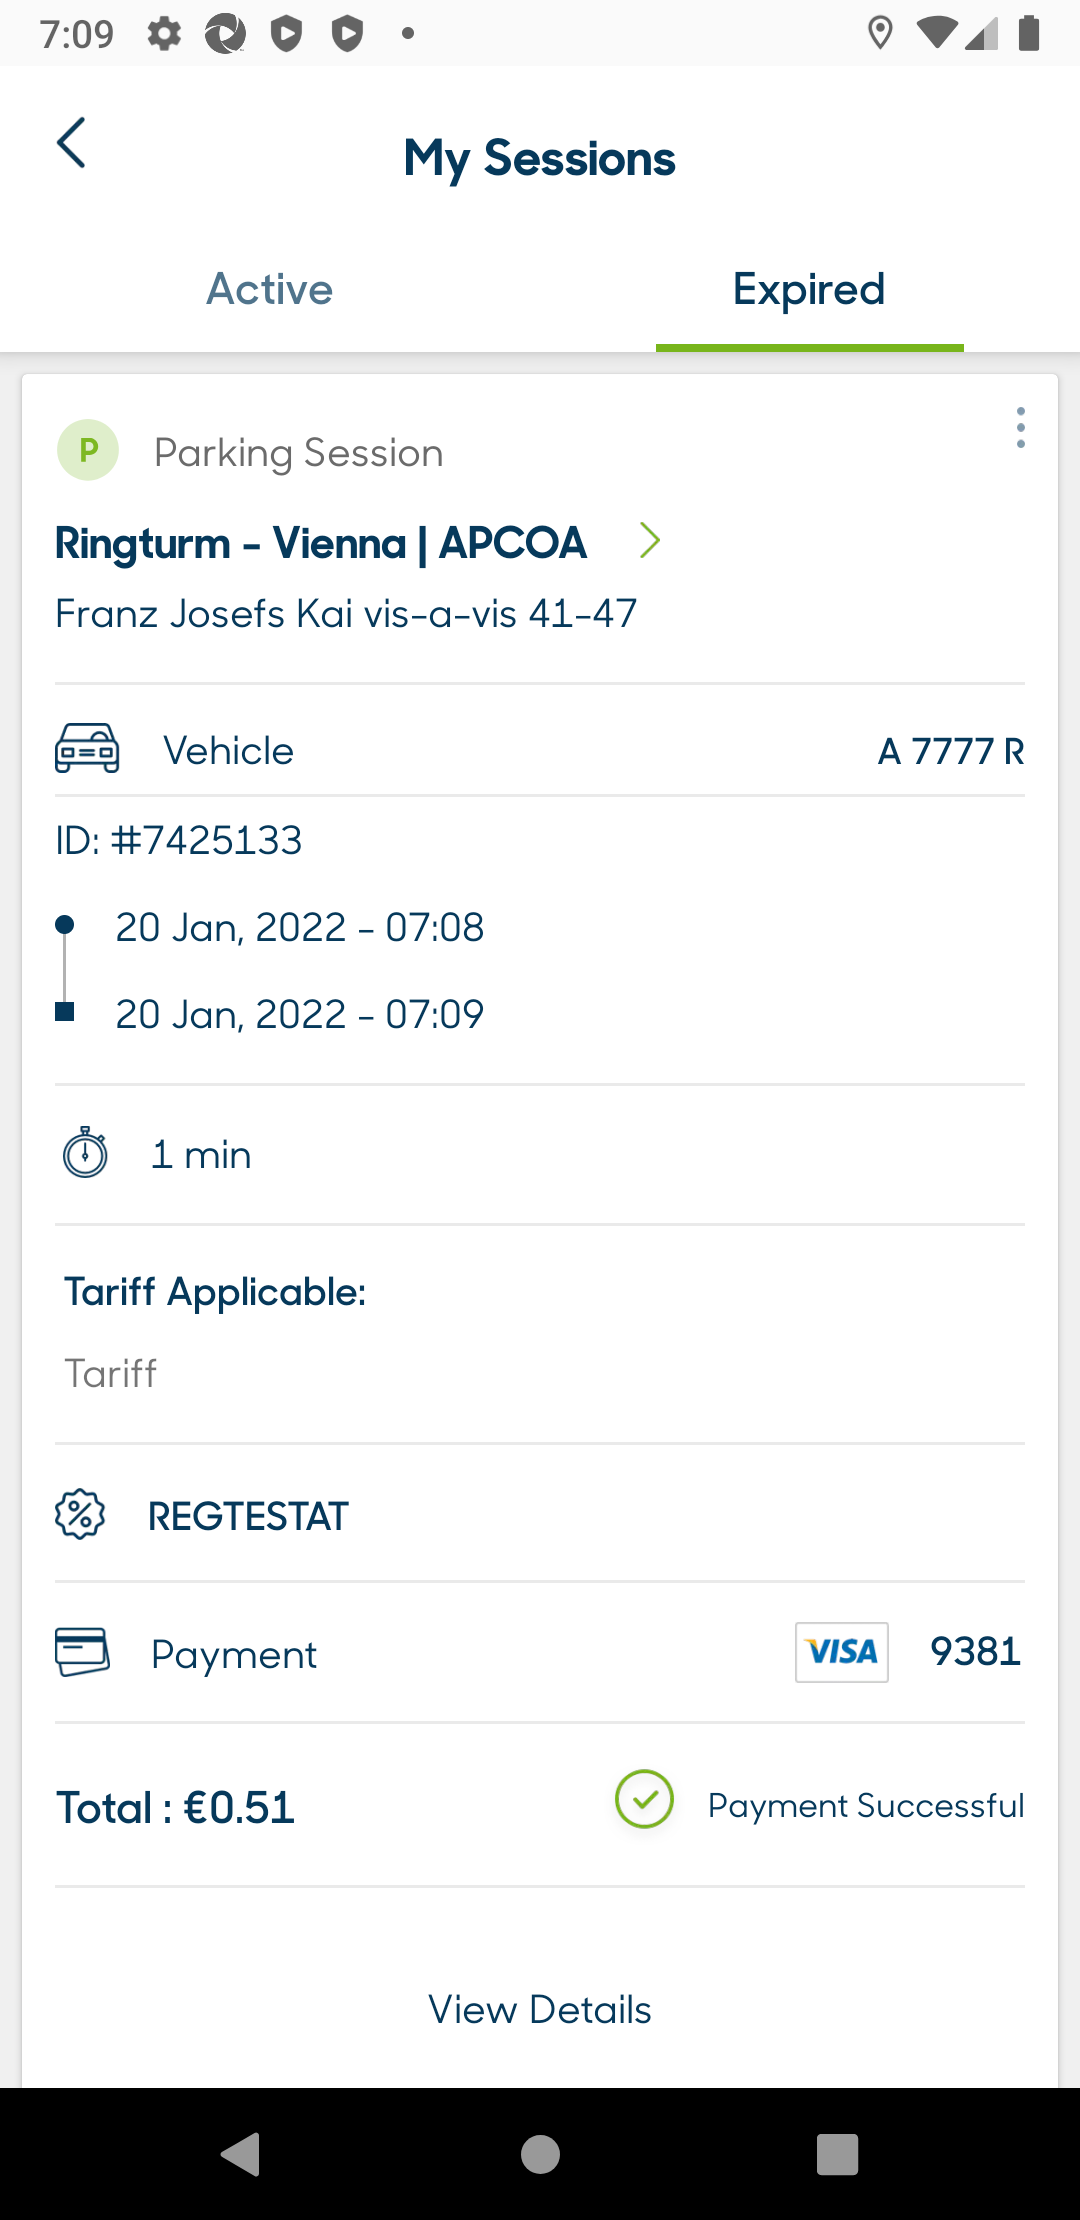 7:09
My Sessions
Active
Expired
P
Parking Session
Ringturm - Vienna | APCOA
Franz Josefs Kai vis-a-vis 41-47
Vehicle
A 7777 R
ID: #7425133
20 Jan, 2022 - 07:08
20 Jan, 2022 - 07:09
1 min
Tariff Applicable:
Tariff
REGTESTAT
Payment
VISA
9381
Total : €0.51
Payment Successful
View Details